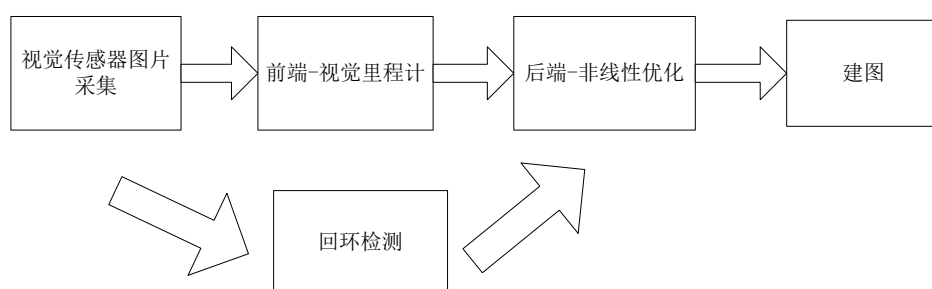 视觉传感器图片
采集
前端-视觉里程计
后端-非线性优化
建图
回环检测